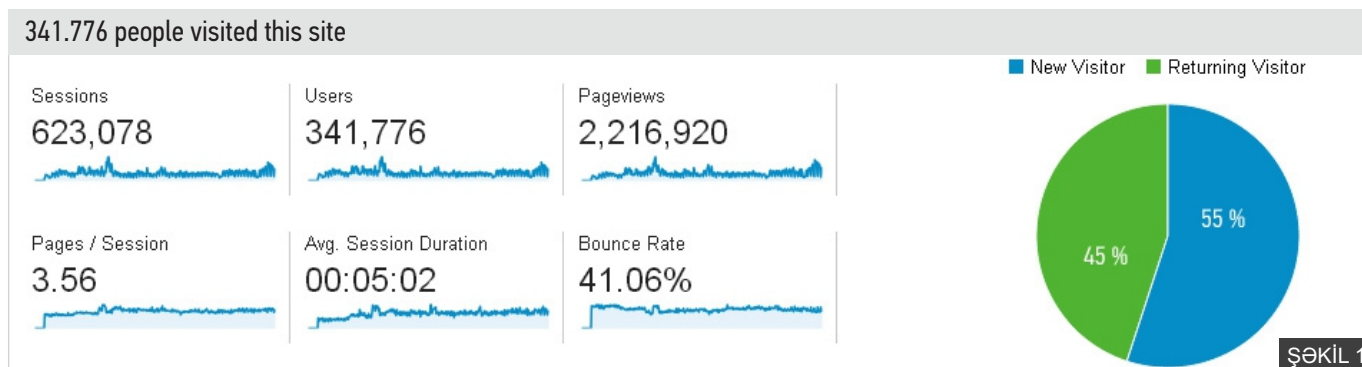 341.776 people visited this site
New Visitor Returning Visitor
Sessions
623,078
Users
341,776
Pageviews
2,216,920
Pages / Session
3.56
Avg. Session Duration
00:05:02
Bounce Rate
41.06%
55 %
45 %
ŞƏKİL 1